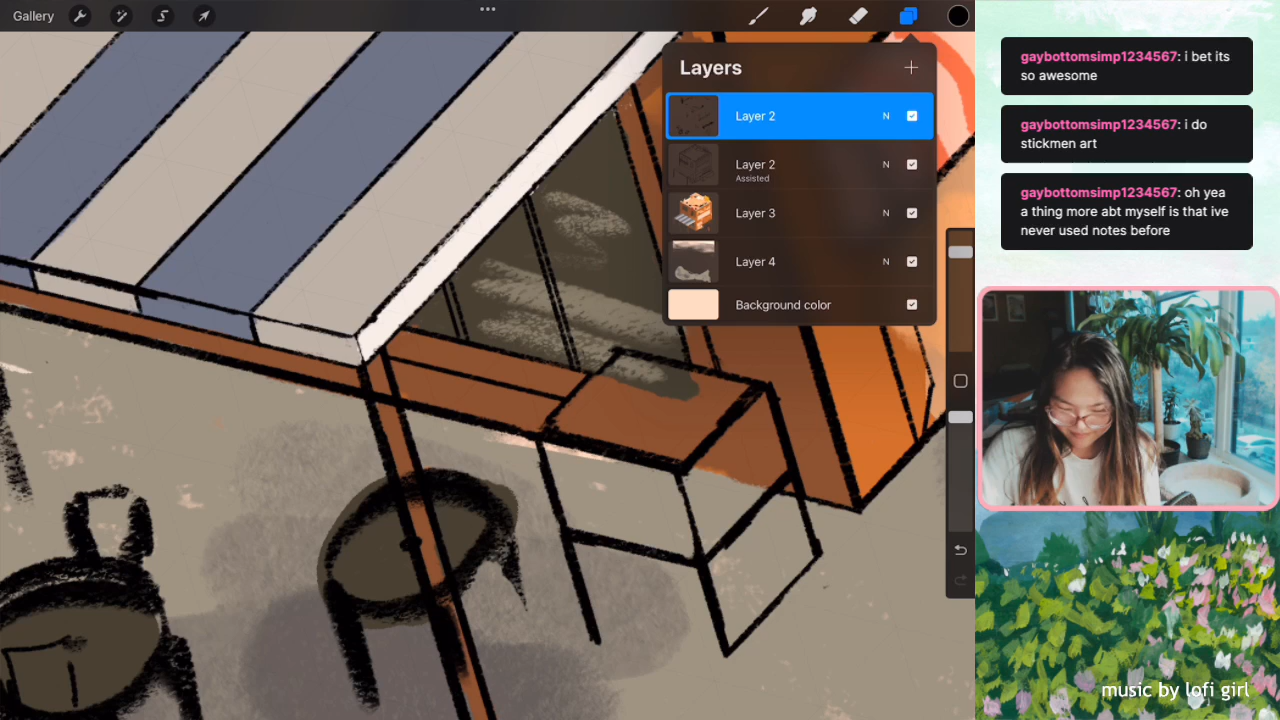 Gallery
Layers
Layer 2
N
Layer 2
Assisted
N
Layer 3
N
Layer 4
N
Background color
gaybottomsimp1234567: i bet its
so awesome
gaybottomsimp1234567: i do
stickmen art
gaybottomsimp1234567: oh yea
a thing more abt myself is that ive
never used notes before
music by lofi girl